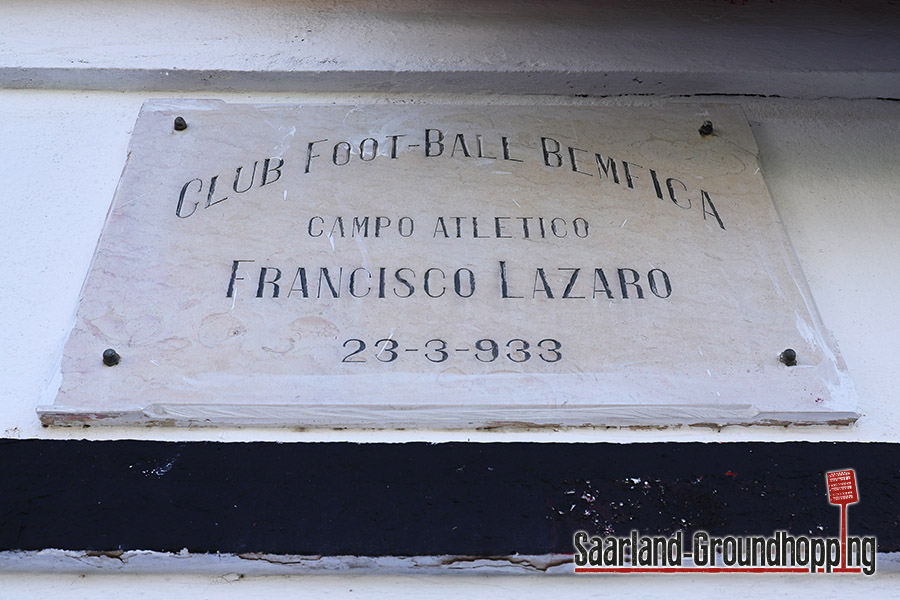 CLUB FOOT-BALL BEMFICA
CAMPO ATLETICO
FRANCISCO LAZARO
23-3-933
Saarland-Groundhopping